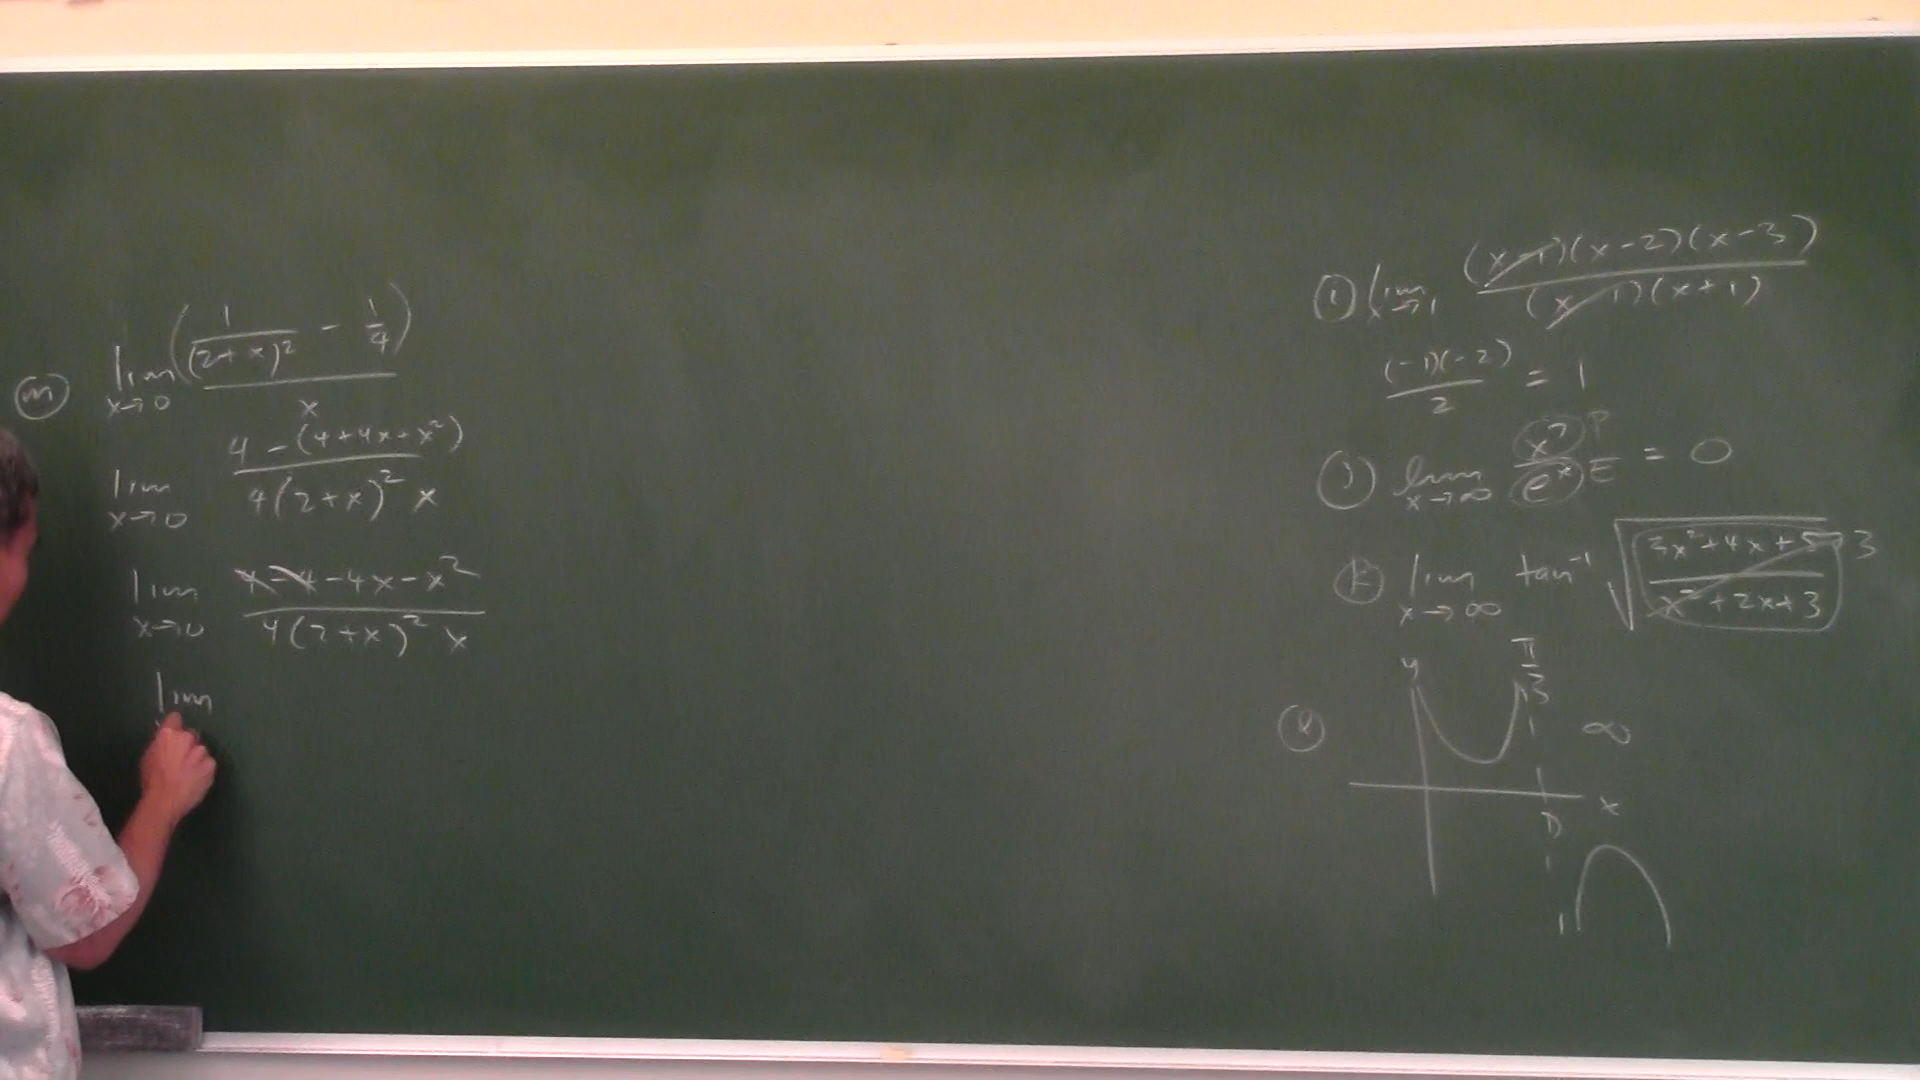 (m) lim x→0 (1/(2+x)² - 1/4) / x
lim x→0 (4 - (4+4x+x²)) / (4(2+x)² x)
lim x→0 (4-4-4x-x²) / (4(2+x)² x)
lim
(i) lim x→1 ((x-1)(x-2)(x-3)) / ((x-1)(x+1))
(-1)(-2) / 2 = 1
(j) lim x→∞ x⁷/eˣ P/E = 0
(k) lim x→∞ tan⁻¹ √((3x²+4x+5) / (x²+2x+3)) 3
π/3
(l) y ∞
x